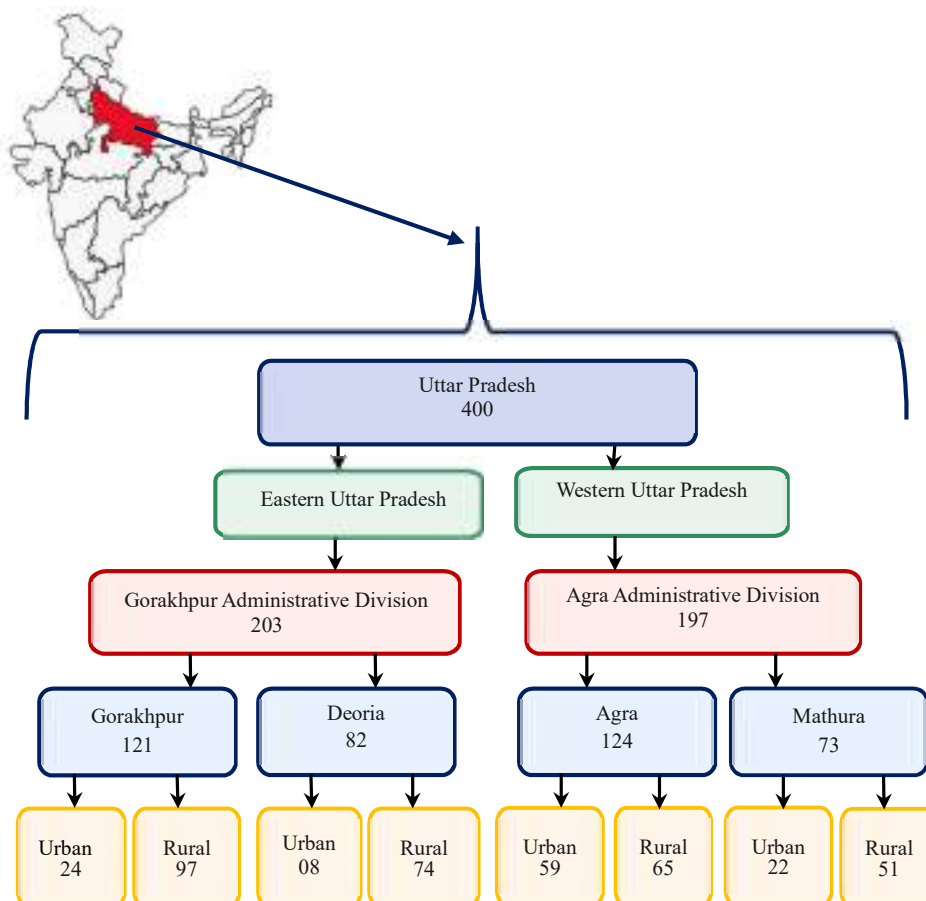 Uttar Pradesh
400
Eastern Uttar Pradesh
Western Uttar Pradesh
Gorakhpur Administrative Division
203
Agra Administrative Division
197
Gorakhpur
121
Deoria
82
Agra
124
Mathura
73
Urban
24
Rural
97
Urban
08
Rural
74
Urban
59
Rural
65
Urban
22
Rural
51